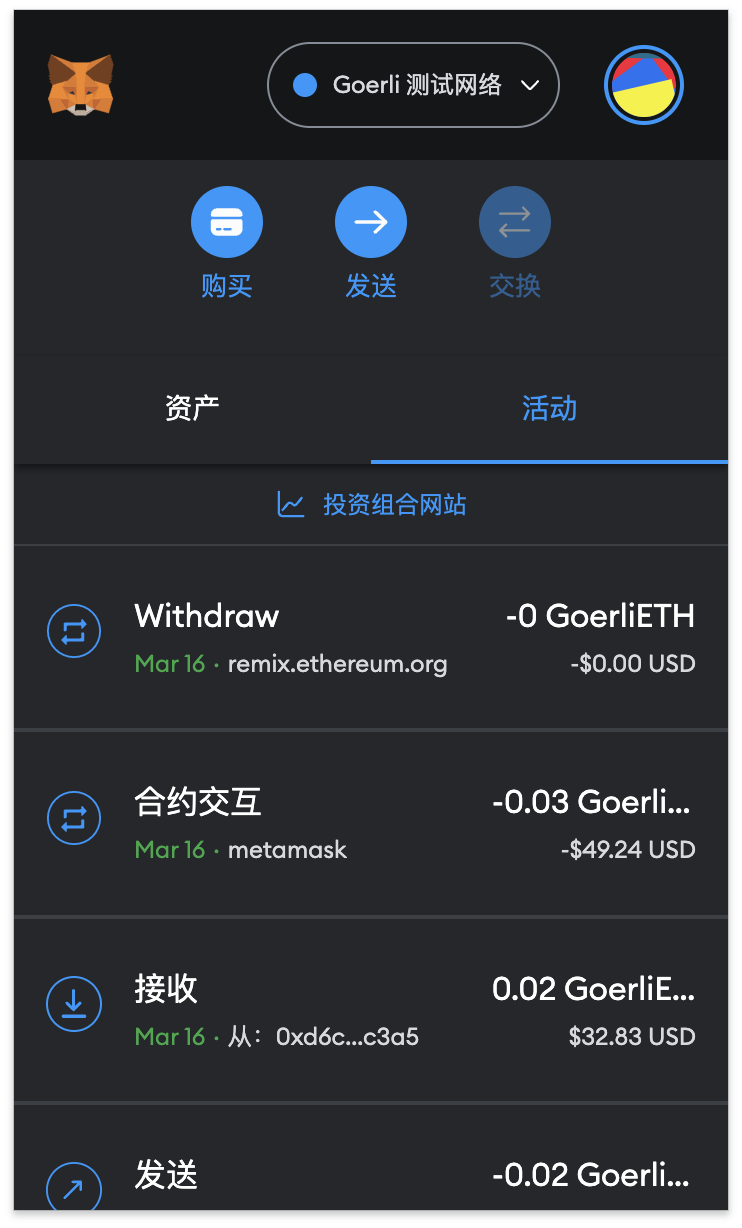 Goerli 测试网络
购买
发送
交换
资产
活动
投资组合网站
Withdraw
-0 GoerliETH
Mar 16 · remix.ethereum.org
-$0.00 USD
合约交互
-0.03 Goerli...
Mar 16 · metamask
-$49.24 USD
接收
0.02 GoerliE...
Mar 16 · 从：0xd6c...c3a5
$32.83 USD
发送
-0.02 Goerli...